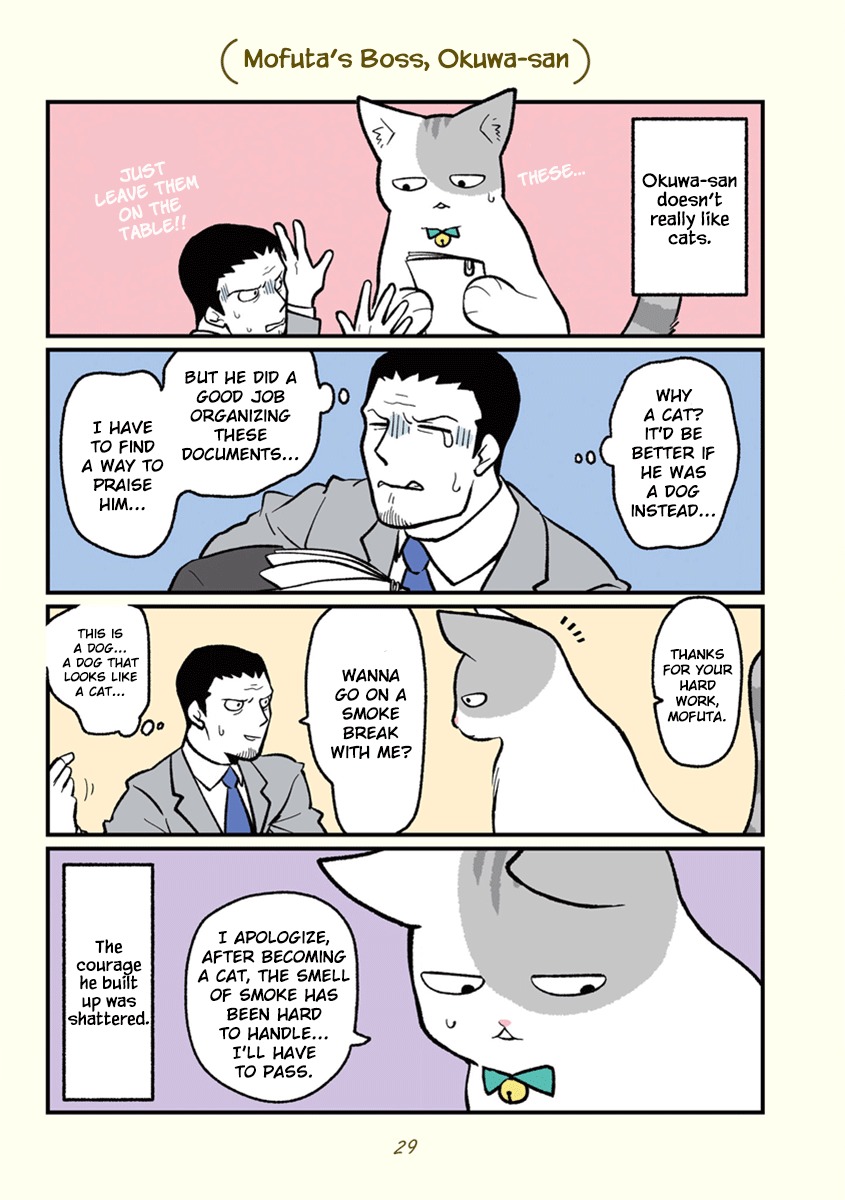 Mofuta's Boss, Okuwa-san
Okuwa-san
doesn't
really like
cats.
THESE...
JUST
LEAVE THEM
ON THE
TABLE!!
WHY
A CAT?
IT'D BE
BETTER IF
HE WAS
A DOG
INSTEAD...
BUT HE DID A
GOOD JOB
ORGANIZING
THESE
DOCUMENTS...
I HAVE
TO FIND
A WAY TO
PRAISE
HIM...
THANKS
FOR YOUR
HARD
WORK,
MOFUTA.
WANNA
GO ON A
SMOKE
BREAK
WITH ME?
THIS IS
A DOG...
A DOG THAT
LOOKS LIKE
A CAT...
I APOLOGIZE,
AFTER BECOMING
A CAT, THE SMELL
OF SMOKE HAS
BEEN HARD
TO HANDLE...
I'LL HAVE
TO PASS.
The
courage
he built
up was
shattered.
29